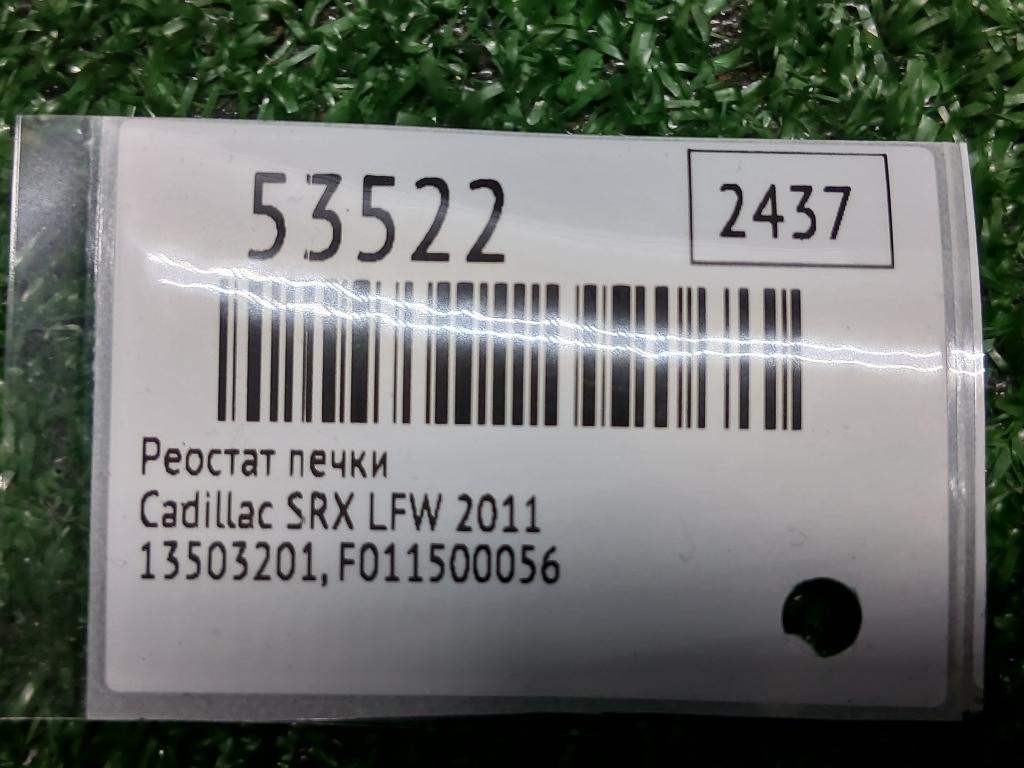 53522
2437
Реостат печки
Cadillac SRX LFW 2011
13503201, F011500056